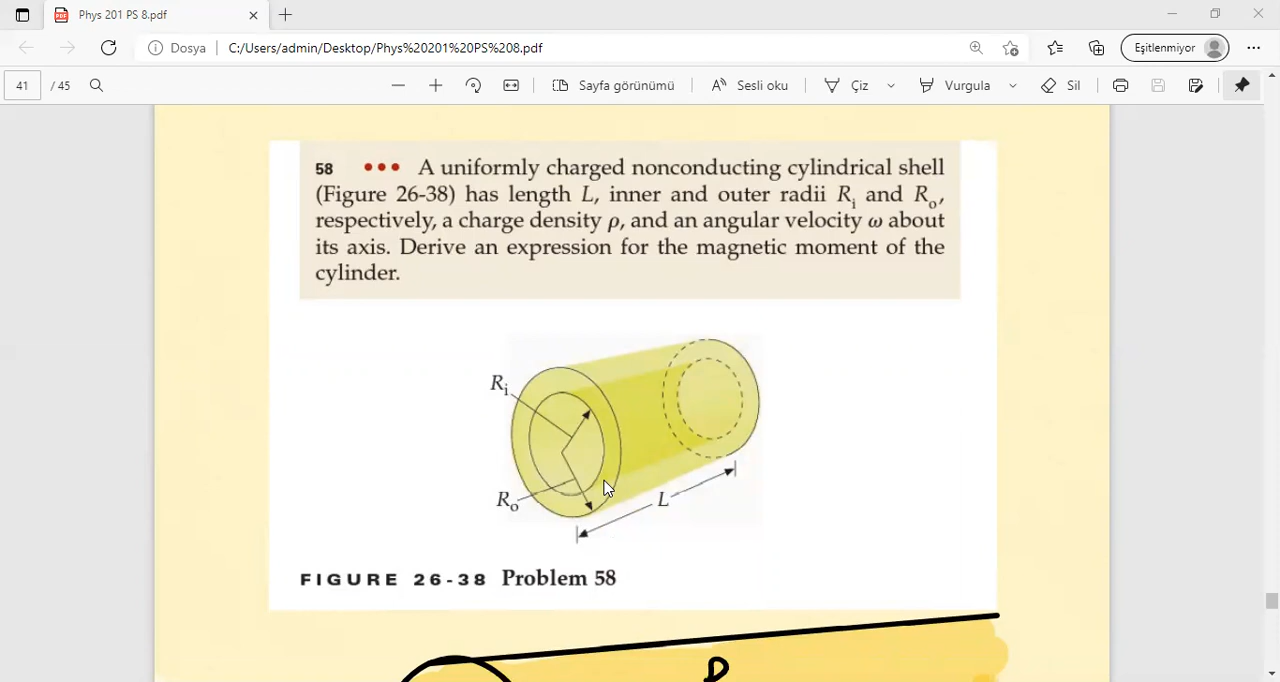 Phys 201 PS 8.pdf
Dosya C:/Users/admin/Desktop/Phys%20201%20PS%208.pdf Eşitlenmiyor
41 / 45 Sayfa görünümü A Sesli oku Çiz Vurgula Sil
58 ••• A uniformly charged nonconducting cylindrical shell
(Figure 26-38) has length L, inner and outer radii Ri and Ro,
respectively, a charge density ρ, and an angular velocity ω about
its axis. Derive an expression for the magnetic moment of the
cylinder.
Ri
Ro
L
FIGURE 26-38 Problem 58